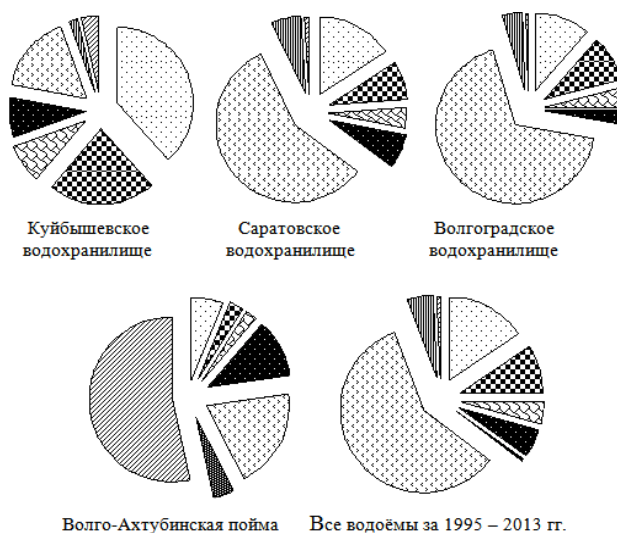 Куйбышевское
водохранилище
Саратовское
водохранилище
Волгоградское
водохранилище
Волго-Ахтубинская пойма
Все водоёмы за 1995 – 2013 гг.